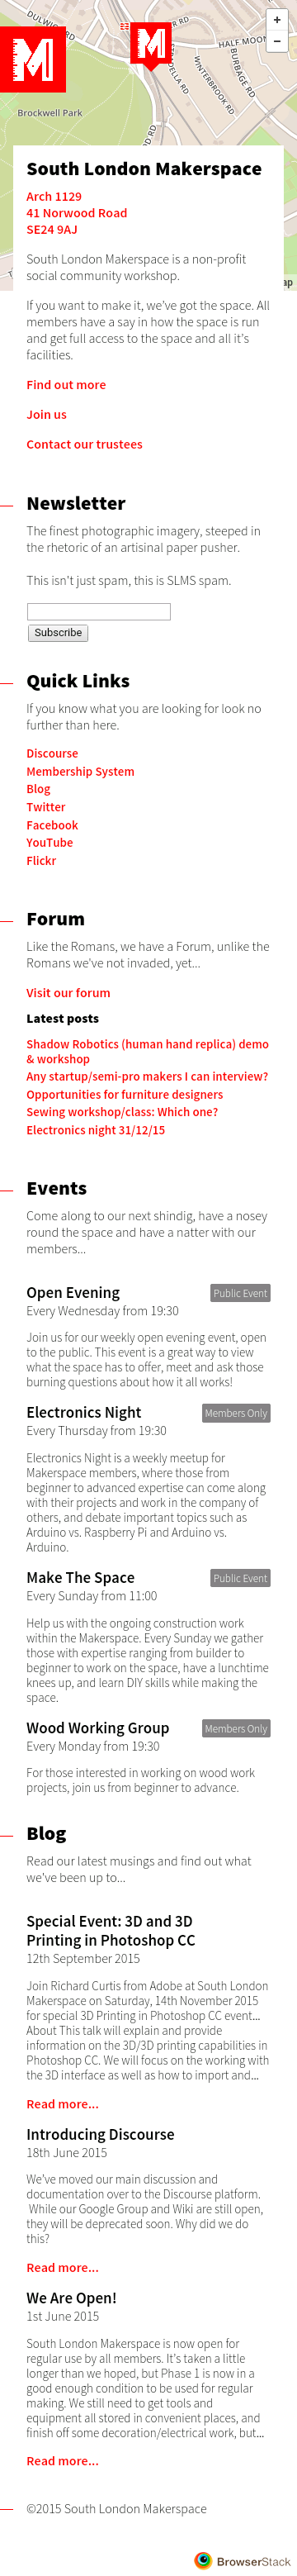 DULWICH
HALF MOON
BURBAGE RD
WINTERBROOK RD
Brockwell Park
+
−
M
M
South London Makerspace
Arch 1129
41 Norwood Road
SE24 9AJ
South London Makerspace is a non-profit
social community workshop.
If you want to make it, we've got the space. All
members have a say in how the space is run
and get full access to the space and all it's
facilities.
Find out more
Join us
Contact our trustees
Newsletter
The finest photographic imagery, steeped in
the rhetoric of an artisinal paper pusher.
This isn't just spam, this is SLMS spam.
Subscribe
Quick Links
If you know what you are looking for look no
further than here.
Discourse
Membership System
Blog
Twitter
Facebook
YouTube
Flickr
Forum
Like the Romans, we have a Forum, unlike the
Romans we've not invaded, yet...
Visit our forum
Latest posts
Shadow Robotics (human hand replica) demo
& workshop
Any startup/semi-pro makers I can interview?
Opportunities for furniture designers
Sewing workshop/class: Which one?
Electronics night 31/12/15
Events
Come along to our next shindig, have a nosey
round the space and have a natter with our
members...
Open Evening Public Event
Every Wednesday from 19:30
Join us for our weekly open evening event, open
to the public. This event is a great way to view
what the space has to offer, meet and ask those
burning questions about how it all works!
Electronics Night Members Only
Every Thursday from 19:30
Electronics Night is a weekly meetup for
Makerspace members, where those from
beginner to advanced expertise can come along
with their projects and work in the company of
others, and debate important topics such as
Arduino vs. Raspberry Pi and Arduino vs.
Arduino.
Make The Space Public Event
Every Sunday from 11:00
Help us with the ongoing construction work
within the Makerspace. Every Sunday we gather
those with expertise ranging from builder to
beginner to work on the space, have a lunchtime
knees up, and learn DIY skills while making the
space.
Wood Working Group Members Only
Every Monday from 19:30
For those interested in working on wood work
projects, join us from beginner to advance.
Blog
Read our latest musings and find out what
we've been up to...
Special Event: 3D and 3D
Printing in Photoshop CC
12th September 2015
Join Richard Curtis from Adobe at South London
Makerspace on Saturday, 14th November 2015
for special 3D Printing in Photoshop CC event...
About This talk will explain and provide
information on the 3D/3D printing capabilities in
Photoshop CC. We will focus on the working with
the 3D interface as well as how to import and...
Read more...
Introducing Discourse
18th June 2015
We've moved our main discussion and
documentation over to the Discourse platform.
While our Google Group and Wiki are still open,
they will be deprecated soon. Why did we do
this?
Read more...
We Are Open!
1st June 2015
South London Makerspace is now open for
regular use by all members. It's taken a little
longer than we hoped, but Phase 1 is now in a
good enough condition to be used for regular
making. We still need to get tools and
equipment all stored in convenient places, and
finish off some decoration/electrical work, but...
Read more...
©2015 South London Makerspace
BrowserStack